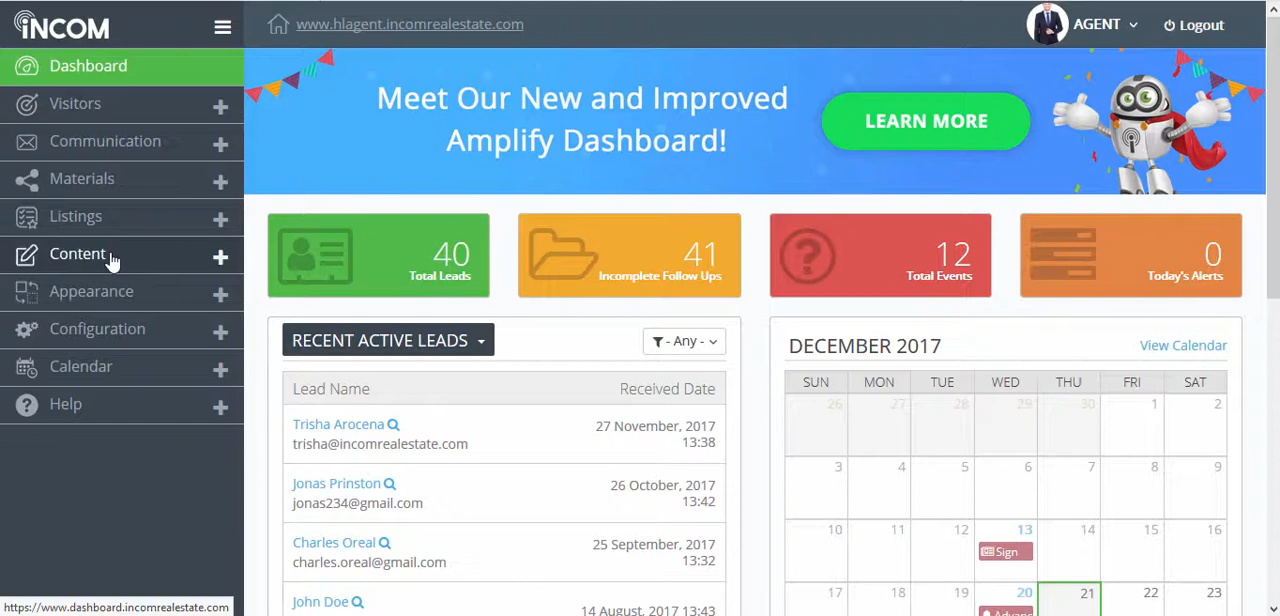 INCOM
www.hlagent.incomrealestate.com
AGENT
Logout
Dashboard
Visitors
Communication
Materials
Listings
Content
Appearance
Configuration
Calendar
Help
Meet Our New and Improved
Amplify Dashboard!
LEARN MORE
40
Total Leads
41
Incomplete Follow Ups
12
Total Events
0
Today's Alerts
RECENT ACTIVE LEADS
- Any -
Lead Name Received Date
Trisha Arocena 27 November, 2017
trisha@incomrealestate.com 13:38
Jonas Prinston 26 October, 2017
jonas234@gmail.com 13:42
Charles Oreal 25 September, 2017
charles.oreal@gmail.com 13:32
John Doe 14 August, 2017 13:43
DECEMBER 2017 View Calendar
SUN MON TUE WED THU FRI SAT
26 27 28 29 30 1 2
3 4 5 6 7 8 9
10 11 12 13 14 15 16
Sign
17 18 19 20 21 22 23
Advanc
https://www.dashboard.incomrealestate.com